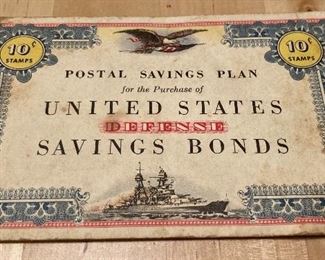 10¢
STAMPS
10¢
STAMPS
POSTAL SAVINGS PLAN
for the Purchase of
UNITED STATES
DEFENSE
SAVINGS BONDS